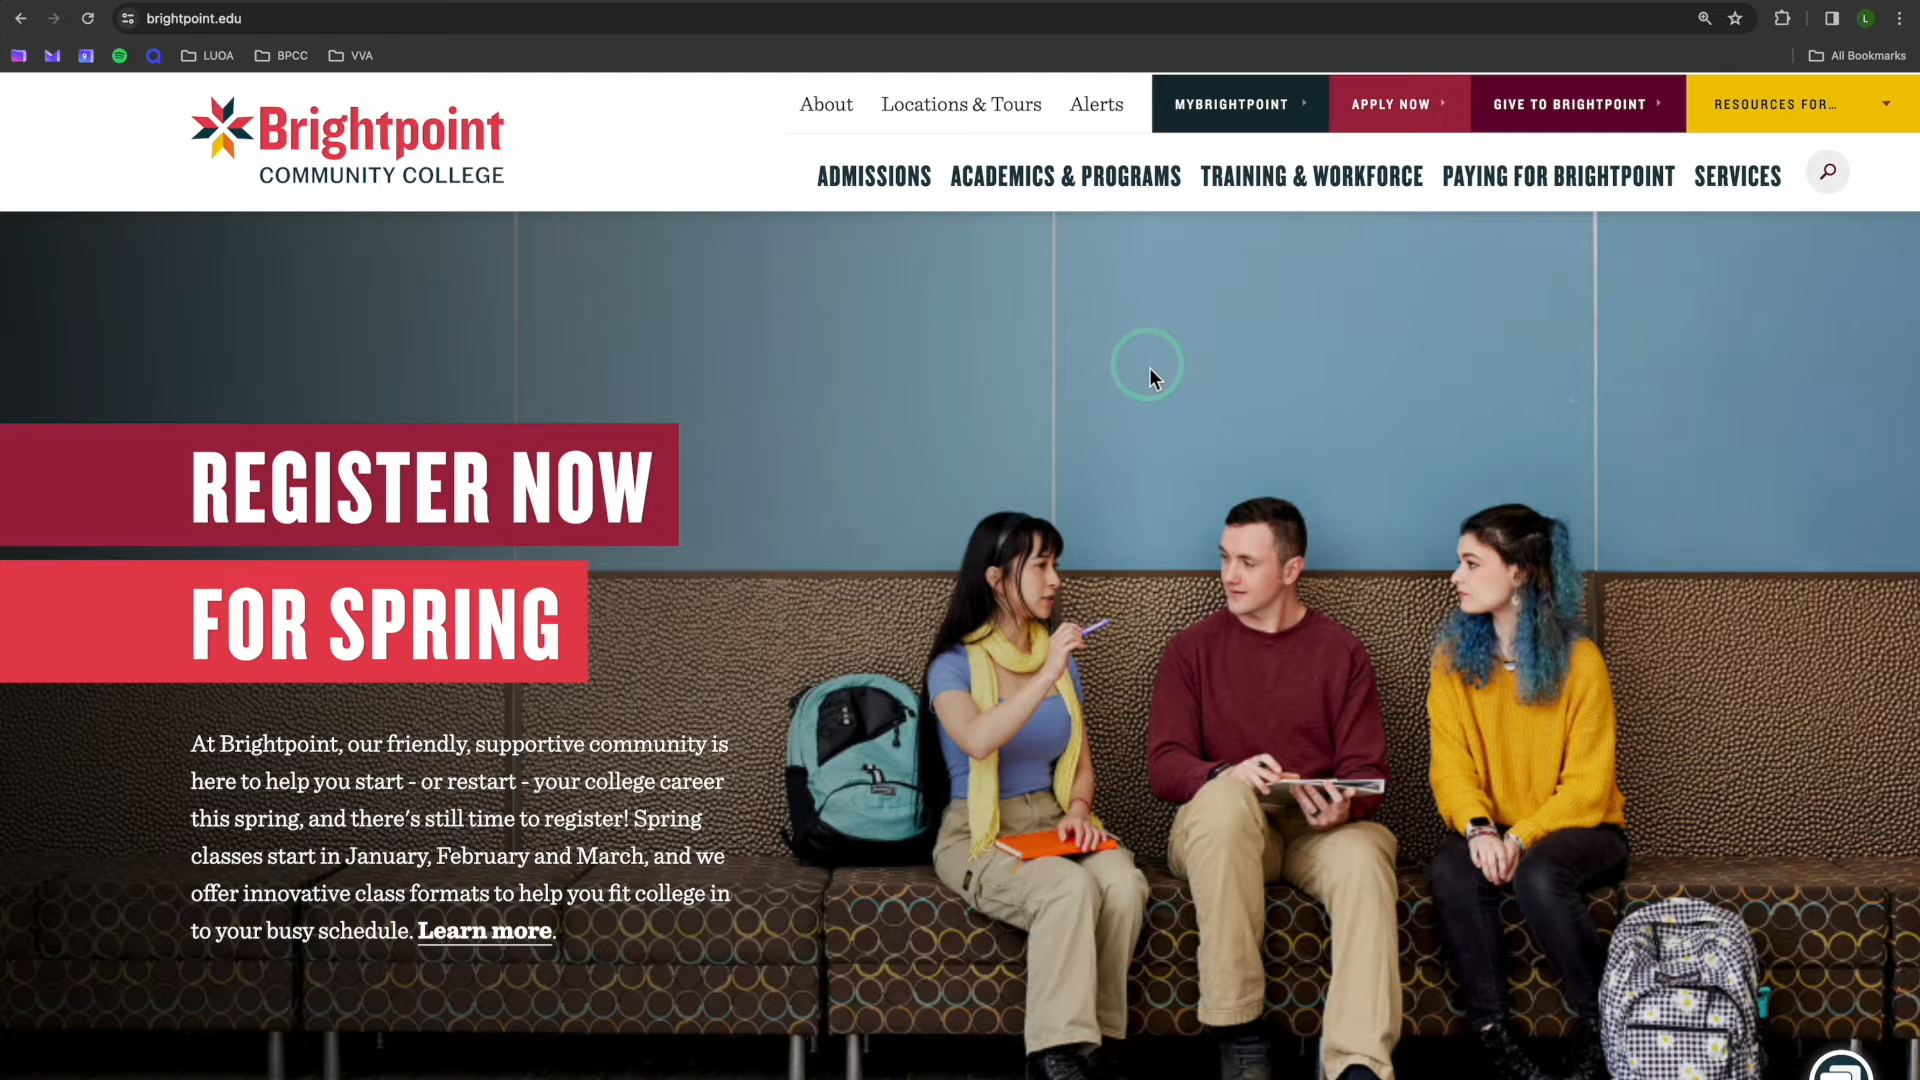 brightpoint.edu
L
9
LUOA
BPCC
VVA
All Bookmarks
Brightpoint
COMMUNITY COLLEGE
About
Locations & Tours
Alerts
MYBRIGHTPOINT
APPLY NOW
GIVE TO BRIGHTPOINT
RESOURCES FOR...
ADMISSIONS
ACADEMICS & PROGRAMS
TRAINING & WORKFORCE
PAYING FOR BRIGHTPOINT
SERVICES
REGISTER NOW
FOR SPRING
At Brightpoint, our friendly, supportive community is
here to help you start - or restart - your college career
this spring, and there's still time to register! Spring
classes start in January, February and March, and we
offer innovative class formats to help you fit college in
to your busy schedule. Learn more.